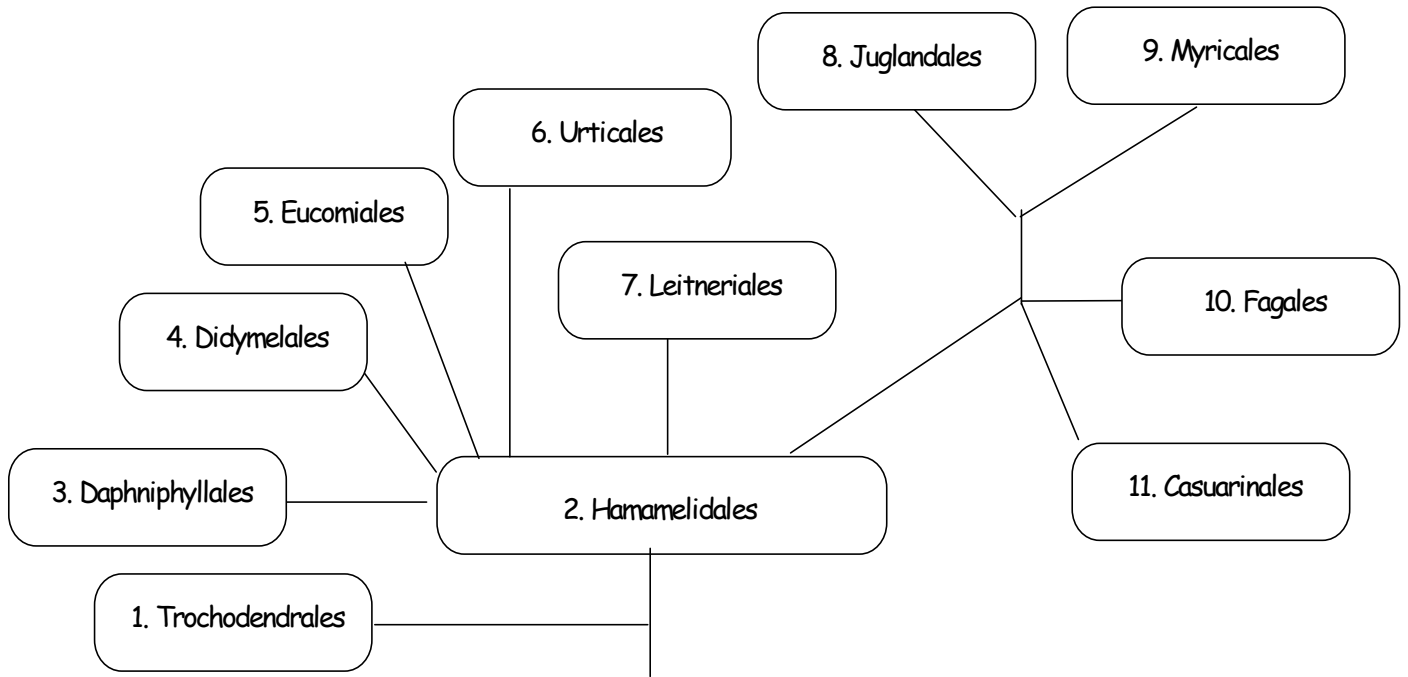 8. Juglandales
9. Myricales
6. Urticales
5. Eucomiales
7. Leitneriales
10. Fagales
4. Didymelales
3. Daphniphyllales
2. Hamamelidales
11. Casuarinales
1. Trochodendrales